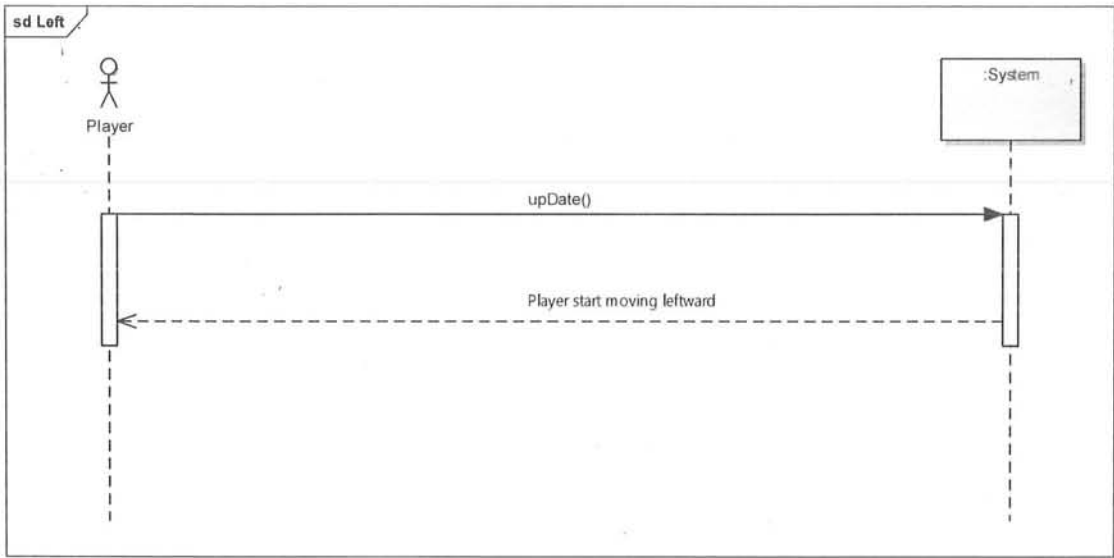 sd Left
:System
Player
upDate()
Player start moving leftward